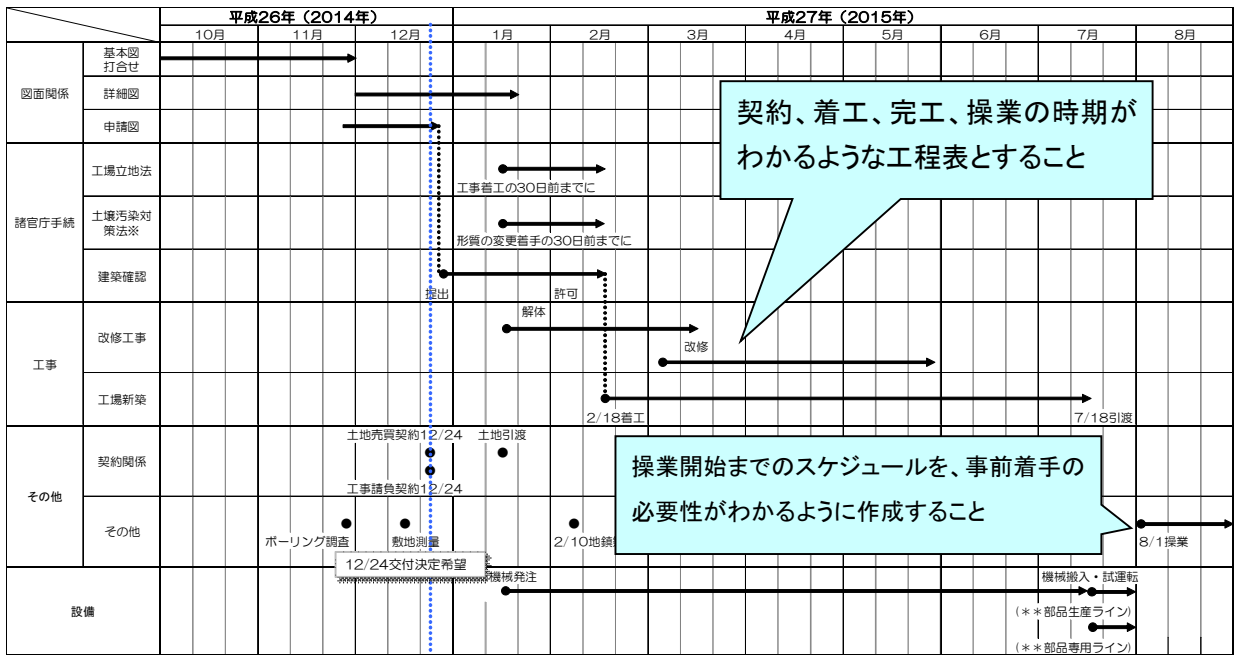 平成26年（2014年）
平成27年（2015年）
10月
11月
12月
1月
2月
3月
4月
5月
6月
7月
8月
図面関係
基本図
打合せ
詳細図
申請図
契約、着工、完工、操業の時期が
わかるような工程表とすること
諸官庁手続
工場立地法
工事着工の30日前までに
土壌汚染対
策法※
形質の変更着手の30日前までに
建築確認
提出
許可
工事
改修工事
解体
改修
工場新築
2/18着工
7/18引渡
その他
契約関係
土地売買契約12/24
土地引渡
工事請負契約12/24
操業開始までのスケジュールを、事前着手の
必要性がわかるように作成すること
その他
ボーリング調査
敷地測量
2/10地鎮
8/1操業
12/24交付決定希望
設備
機械発注
機械搬入・試運転
(＊＊部品生産ライン)
(＊＊部品専用ライン)